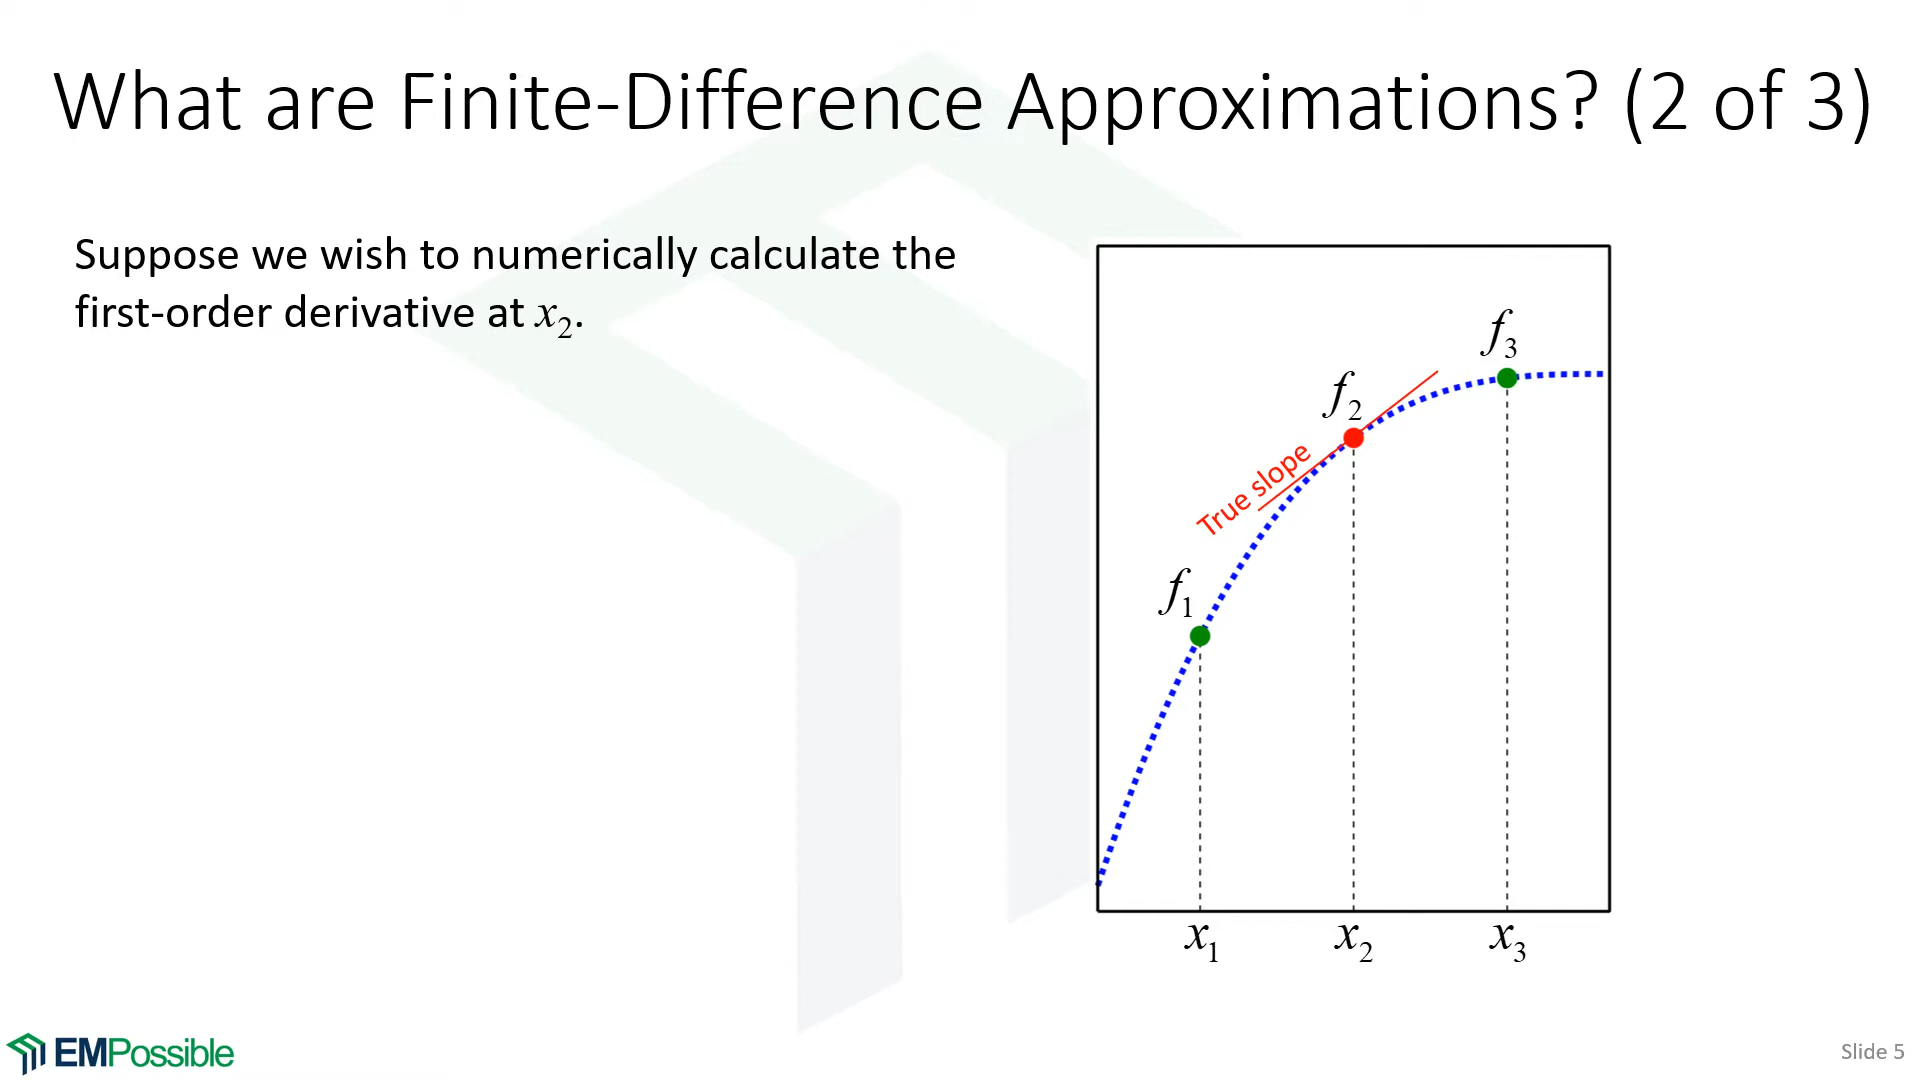 What are Finite-Difference Approximations? (2 of 3)
Suppose we wish to numerically calculate the
first-order derivative at x₂.
f₃
f₂
True slope
f₁
x₁ x₂ x₃
EMPossible
Slide 5